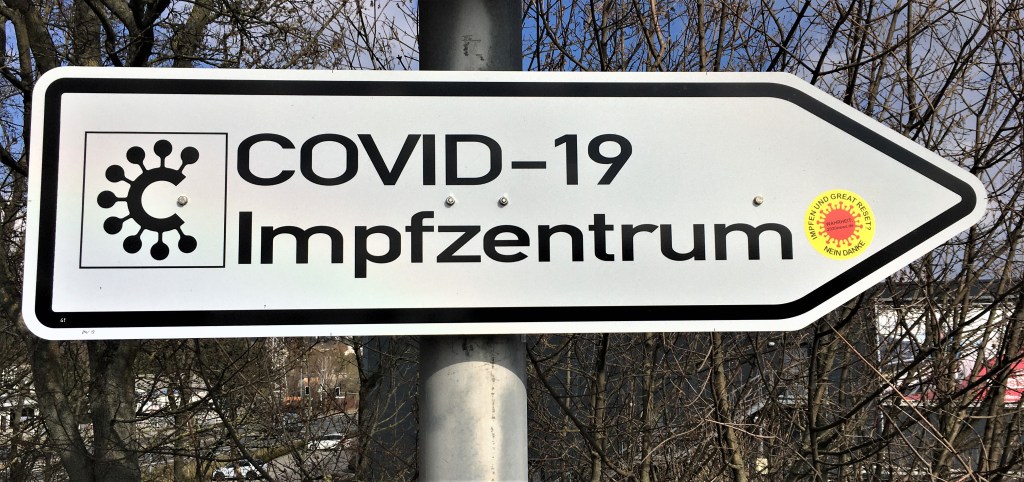 COVID-19
Impfzentrum
IMPFEN UND GREAT RESET?
NEIN DANKE